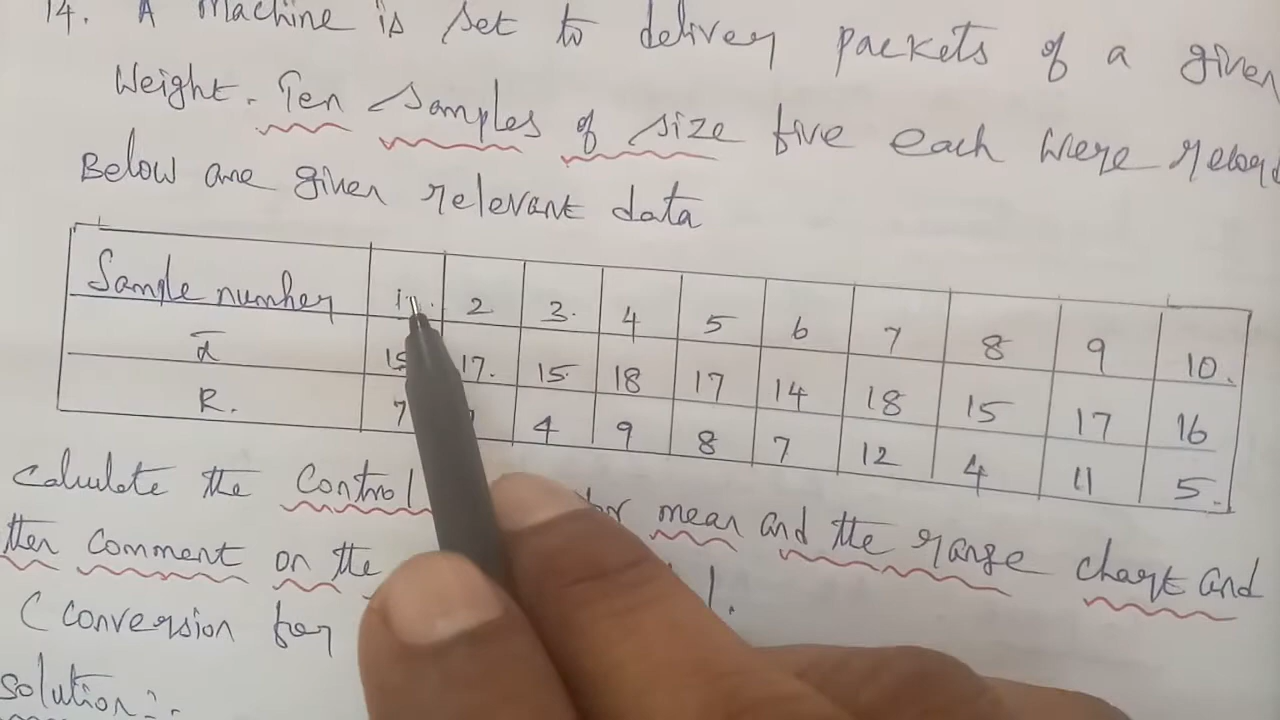 14. A Machine is set to deliver packets of a given
Weight. Ten samples of size five each were
Below are given relevant data
Sample number 1. 2 3. 4 5 6 7 8 9 10.
x̄ 17. 15 18 17 14 18 15 17 16
R. 7 4 9 8 7 12 4 11 5.
Calculate the Control mean and the range chart and
then comment on the
(Conversion for
Solution:-